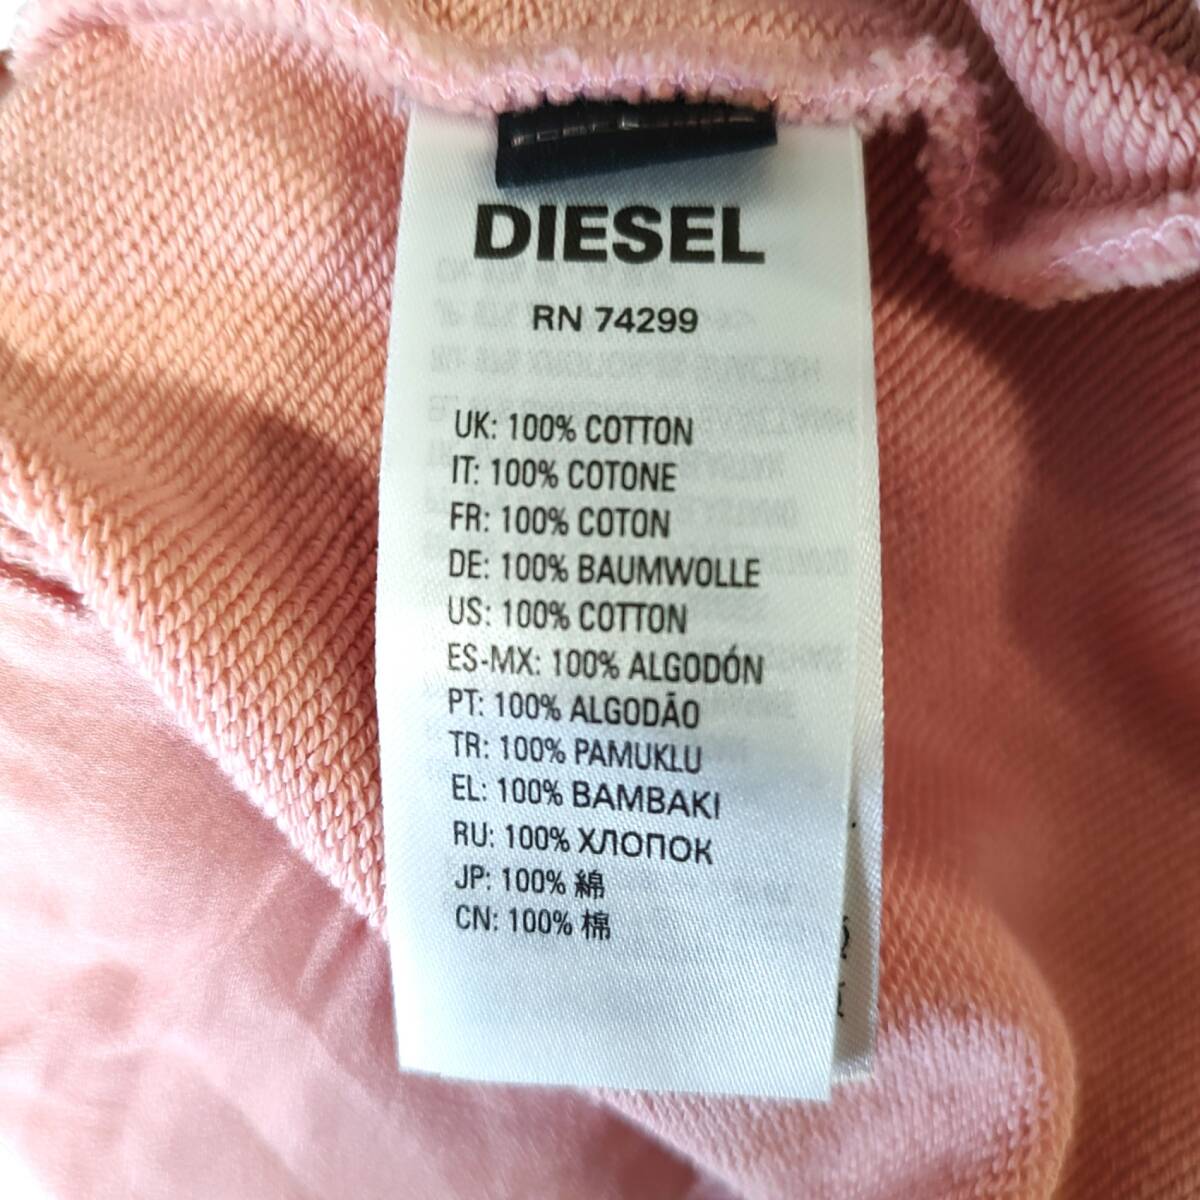 DIESEL
RN 74299
UK: 100% COTTON
IT: 100% COTONE
FR: 100% COTON
DE: 100% BAUMWOLLE
US: 100% COTTON
ES-MX: 100% ALGODÓN
PT: 100% ALGODÃO
TR: 100% PAMUKLU
EL: 100% BAMBAKI
RU: 100% ХЛОПОК
JP: 100% 綿
CN: 100% 棉